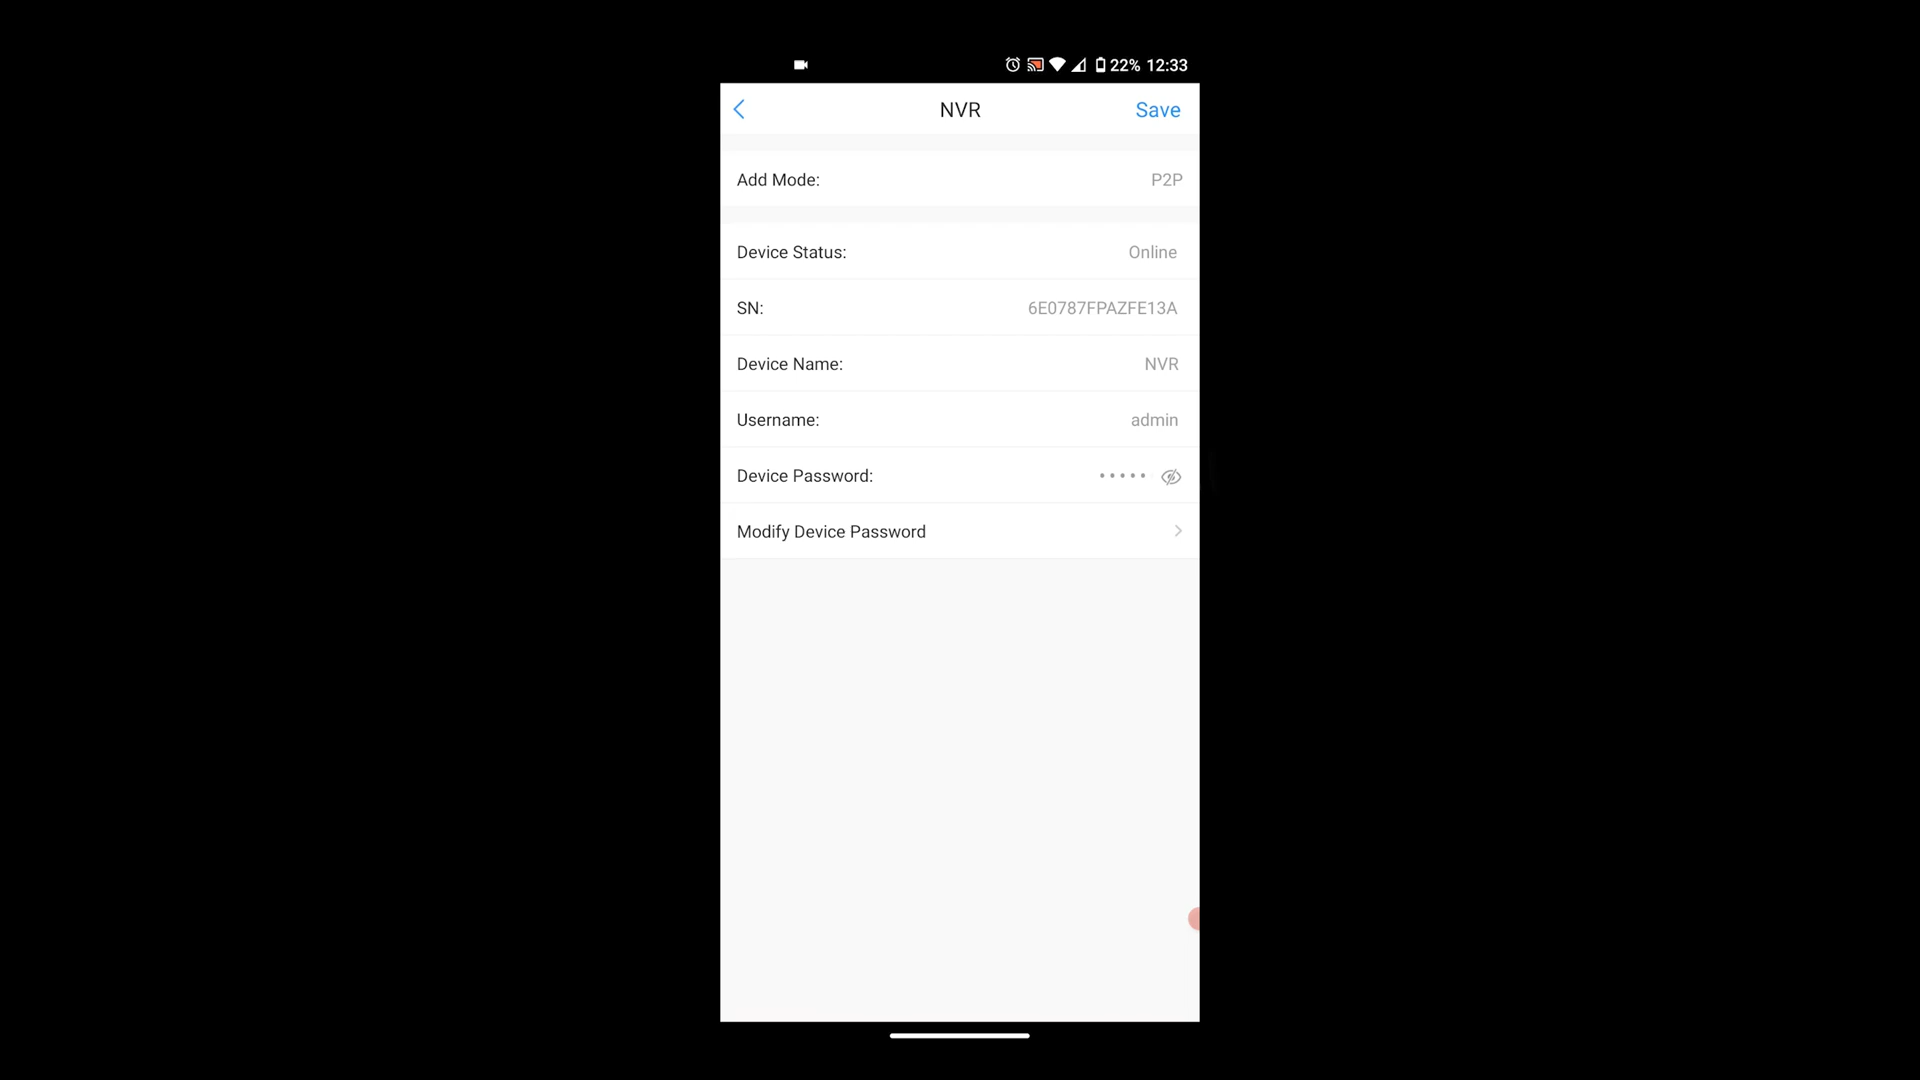 22% 12:33
NVR Save
Add Mode: P2P
Device Status: Online
SN: 6E0787FPAZFE13A
Device Name: NVR
Username: admin
Device Password: •••••
Modify Device Password